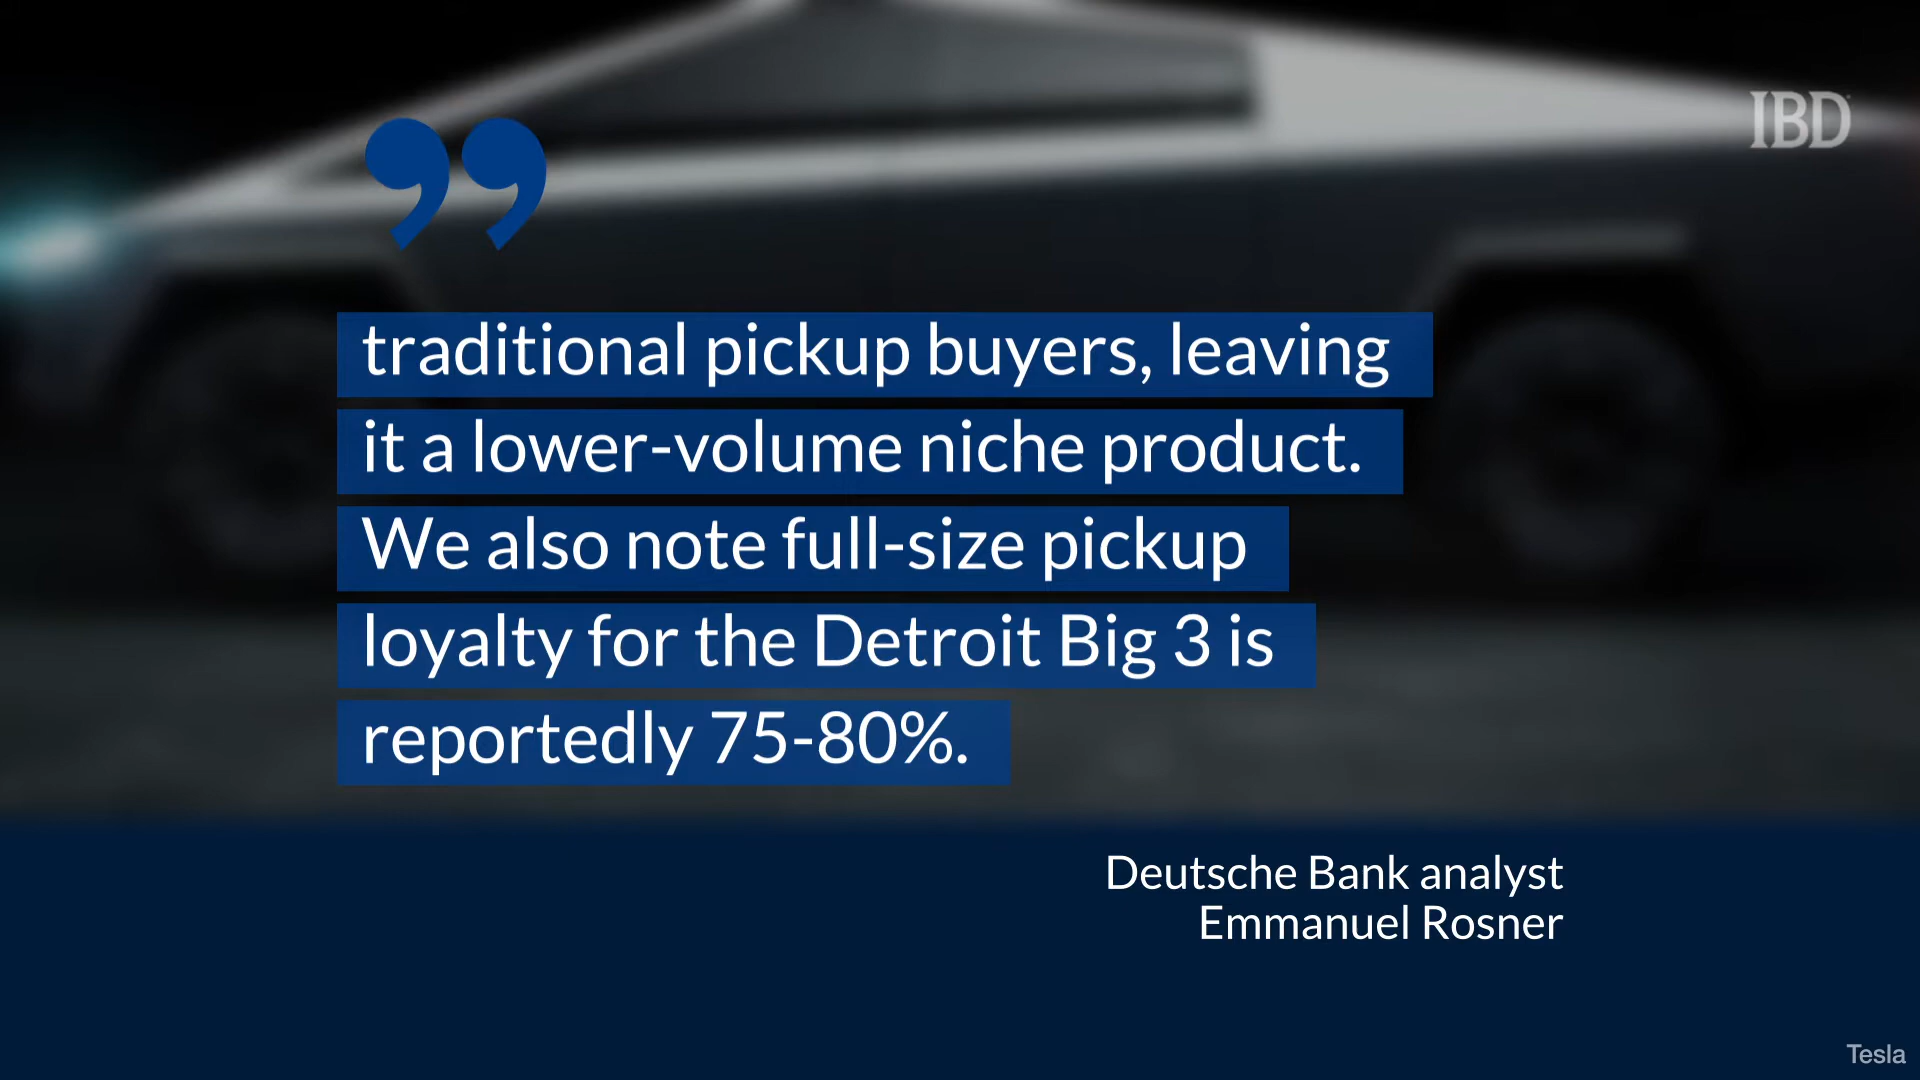 IBD
”
traditional pickup buyers, leaving
it a lower-volume niche product.
We also note full-size pickup
loyalty for the Detroit Big 3 is
reportedly 75-80%.
Deutsche Bank analyst
Emmanuel Rosner
Tesla